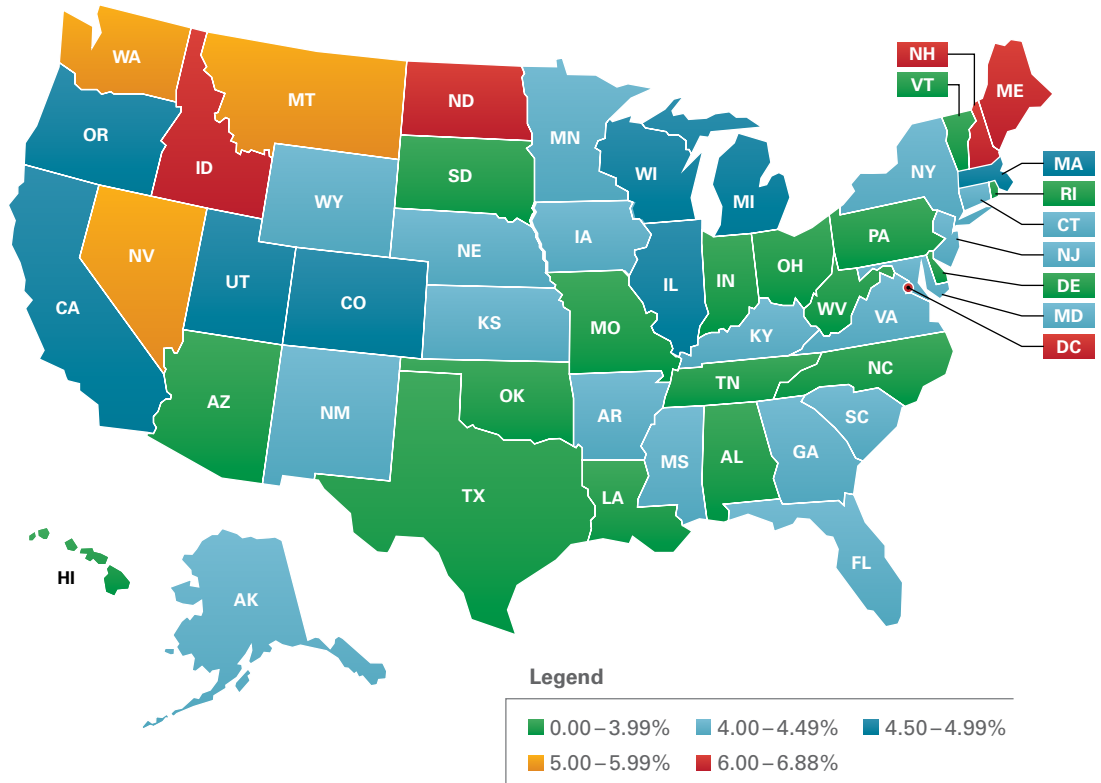 WA
MT
ND
MN
NH
VT
ME
OR
ID
SD
WI
MI
NY
MA
RI
CT
NJ
DE
MD
DC
WY
NE
IA
PA
NV
UT
CO
KS
MO
IL
IN
OH
WV
VA
KY
CA
AZ
NM
OK
AR
TN
NC
SC
TX
LA
MS
AL
GA
FL
HI
AK
Legend
0.00–3.99% 4.00–4.49% 4.50–4.99%
5.00–5.99% 6.00–6.88%